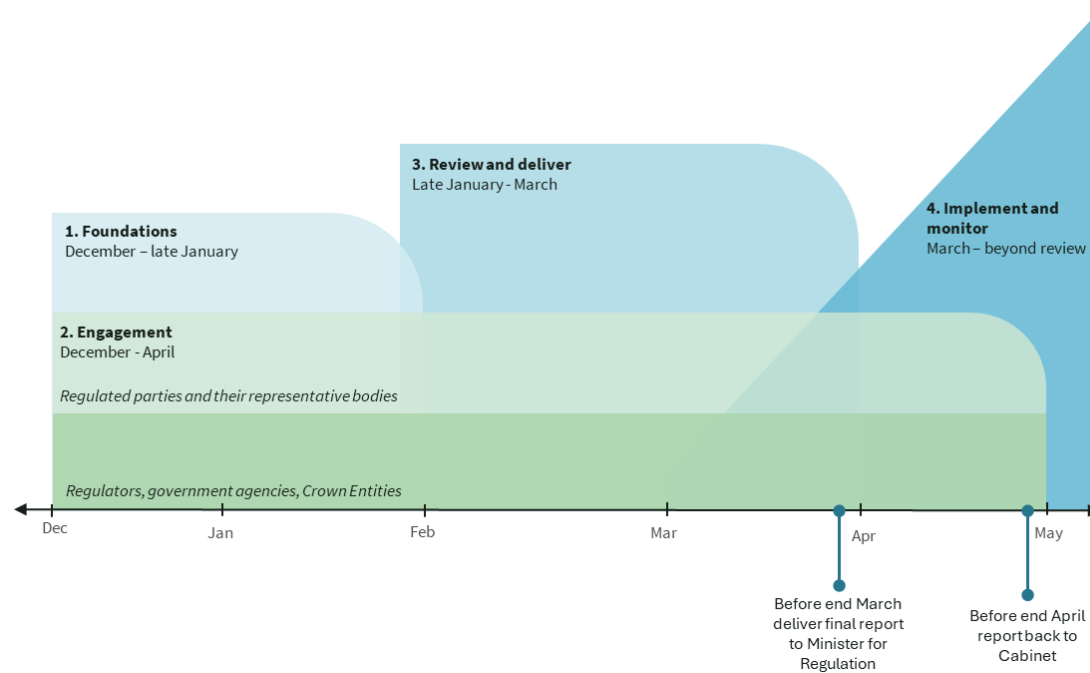 3. Review and deliver
Late January - March
4. Implement and
monitor
March – beyond review
1. Foundations
December – late January
2. Engagement
December - April
Regulated parties and their representative bodies
Regulators, government agencies, Crown Entities
Dec
Jan
Feb
Mar
Apr
May
Before end March
deliver final report
to Minister for
Regulation
Before end April
report back to
Cabinet